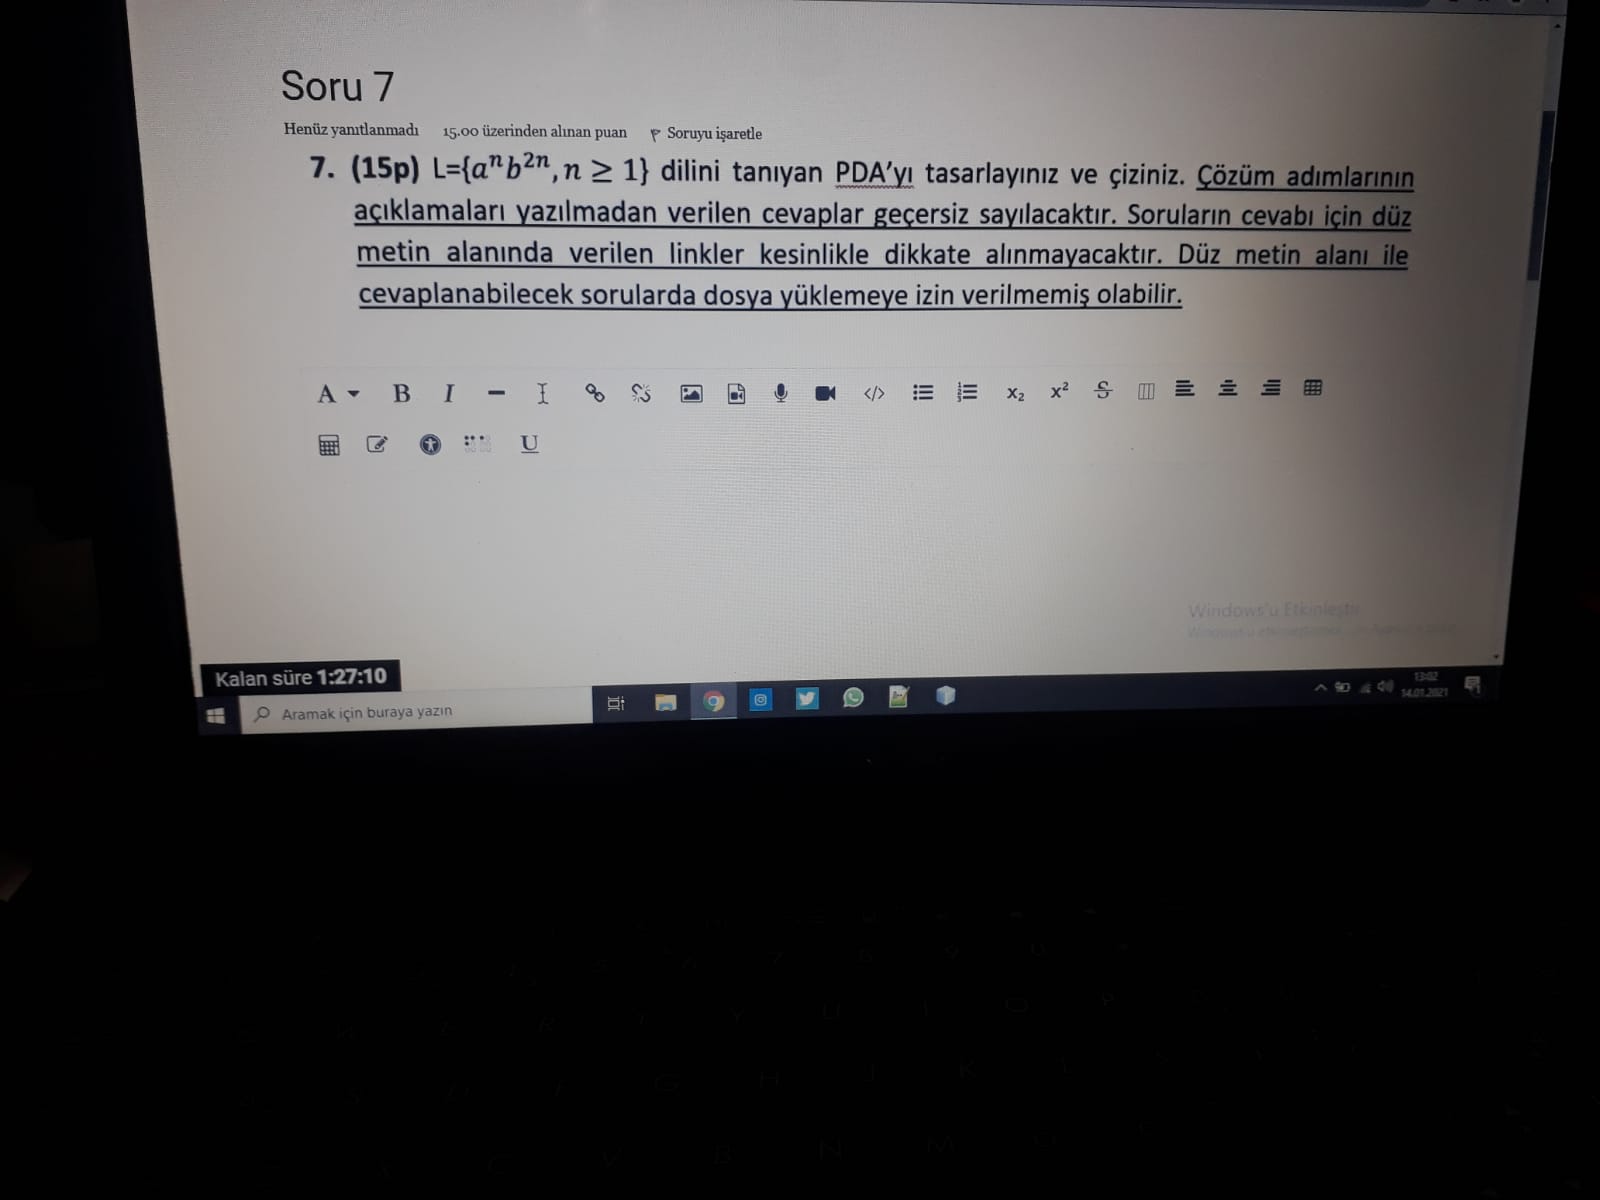 Soru 7
Henüz yanıtlanmadı 15.00 üzerinden alınan puan Soruyu işaretle
7. (15p) L={aⁿb²ⁿ, n ≥ 1} dilini tanıyan PDA’yı tasarlayınız ve çiziniz. Çözüm adımlarının
açıklamaları yazılmadan verilen cevaplar geçersiz sayılacaktır. Soruların cevabı için düz
metin alanında verilen linkler kesinlikle dikkate alınmayacaktır. Düz metin alanı ile
cevaplanabilecek sorularda dosya yüklemeye izin verilmemiş olabilir.
A B I x₂ x² S
U
Windows'u Etkinleştir
Kalan süre 1:27:10
Aramak için buraya yazın
13:02
14.01.2021